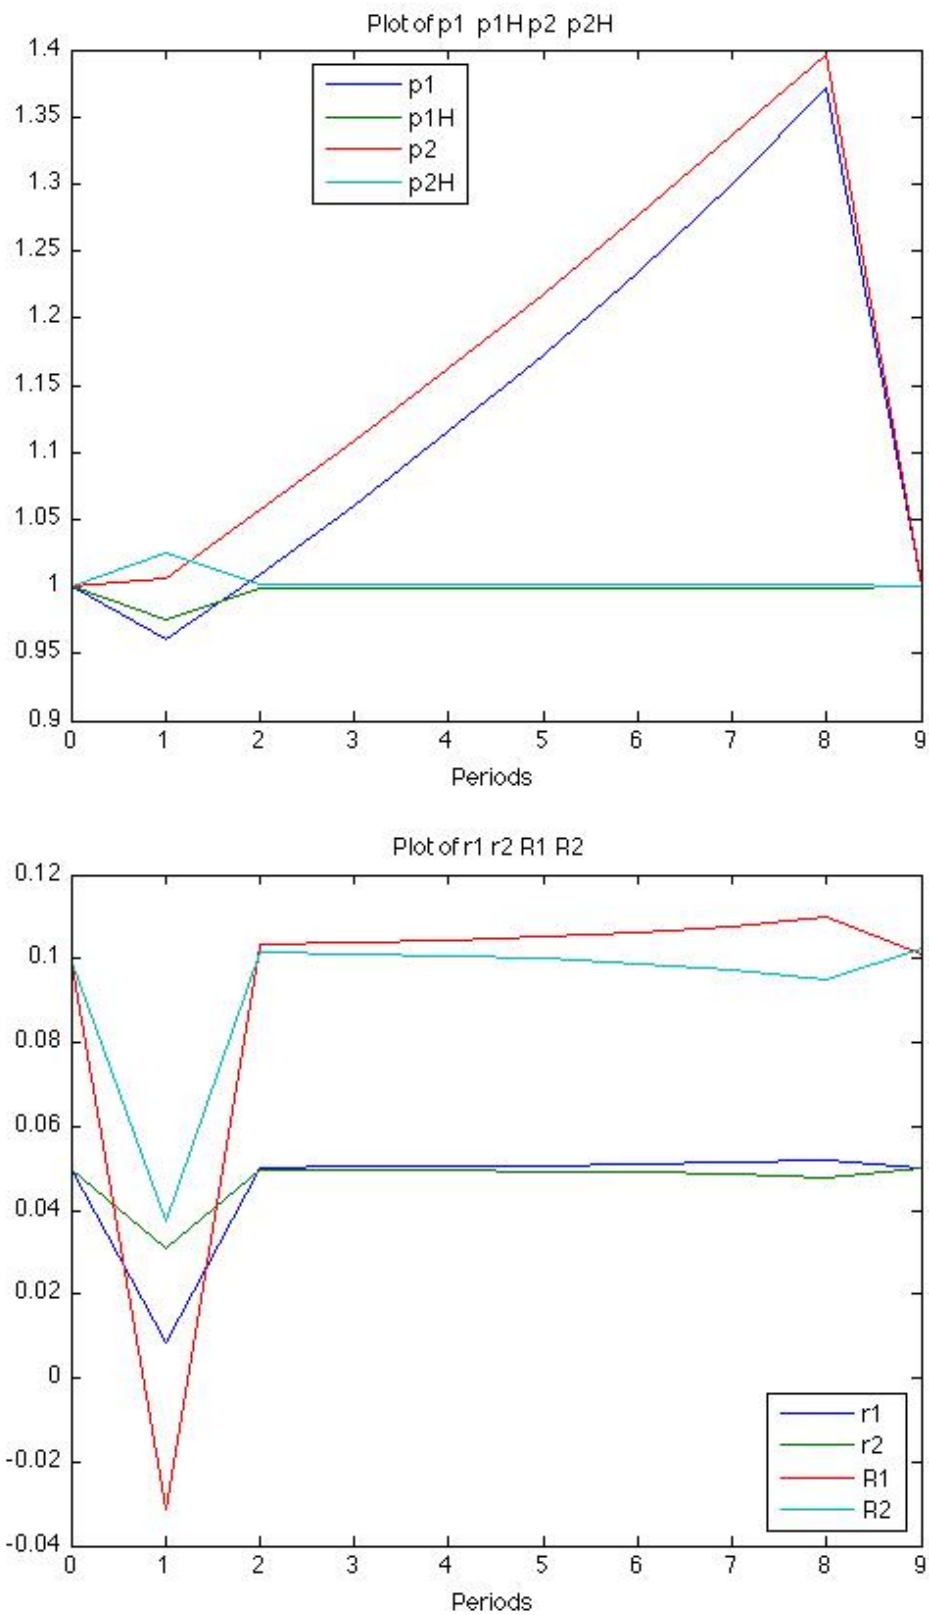 Plot of p1 p1H p2 p2H
1.4
1.35
1.3
1.25
1.2
1.15
1.1
1.05
1
0.95
0.9
p1
p1H
p2
p2H
0 1 2 3 4 5 6 7 8 9
Periods
Plot of r1 r2 R1 R2
0.12
0.1
0.08
0.06
0.04
0.02
0
-0.02
-0.04
r1
r2
R1
R2
0 1 2 3 4 5 6 7 8 9
Periods